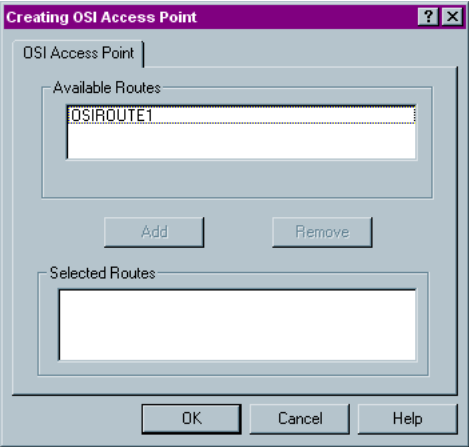 Creating OSI Access Point
OSI Access Point
Available Routes
OSIROUTE1
Add
Remove
Selected Routes
OK
Cancel
Help